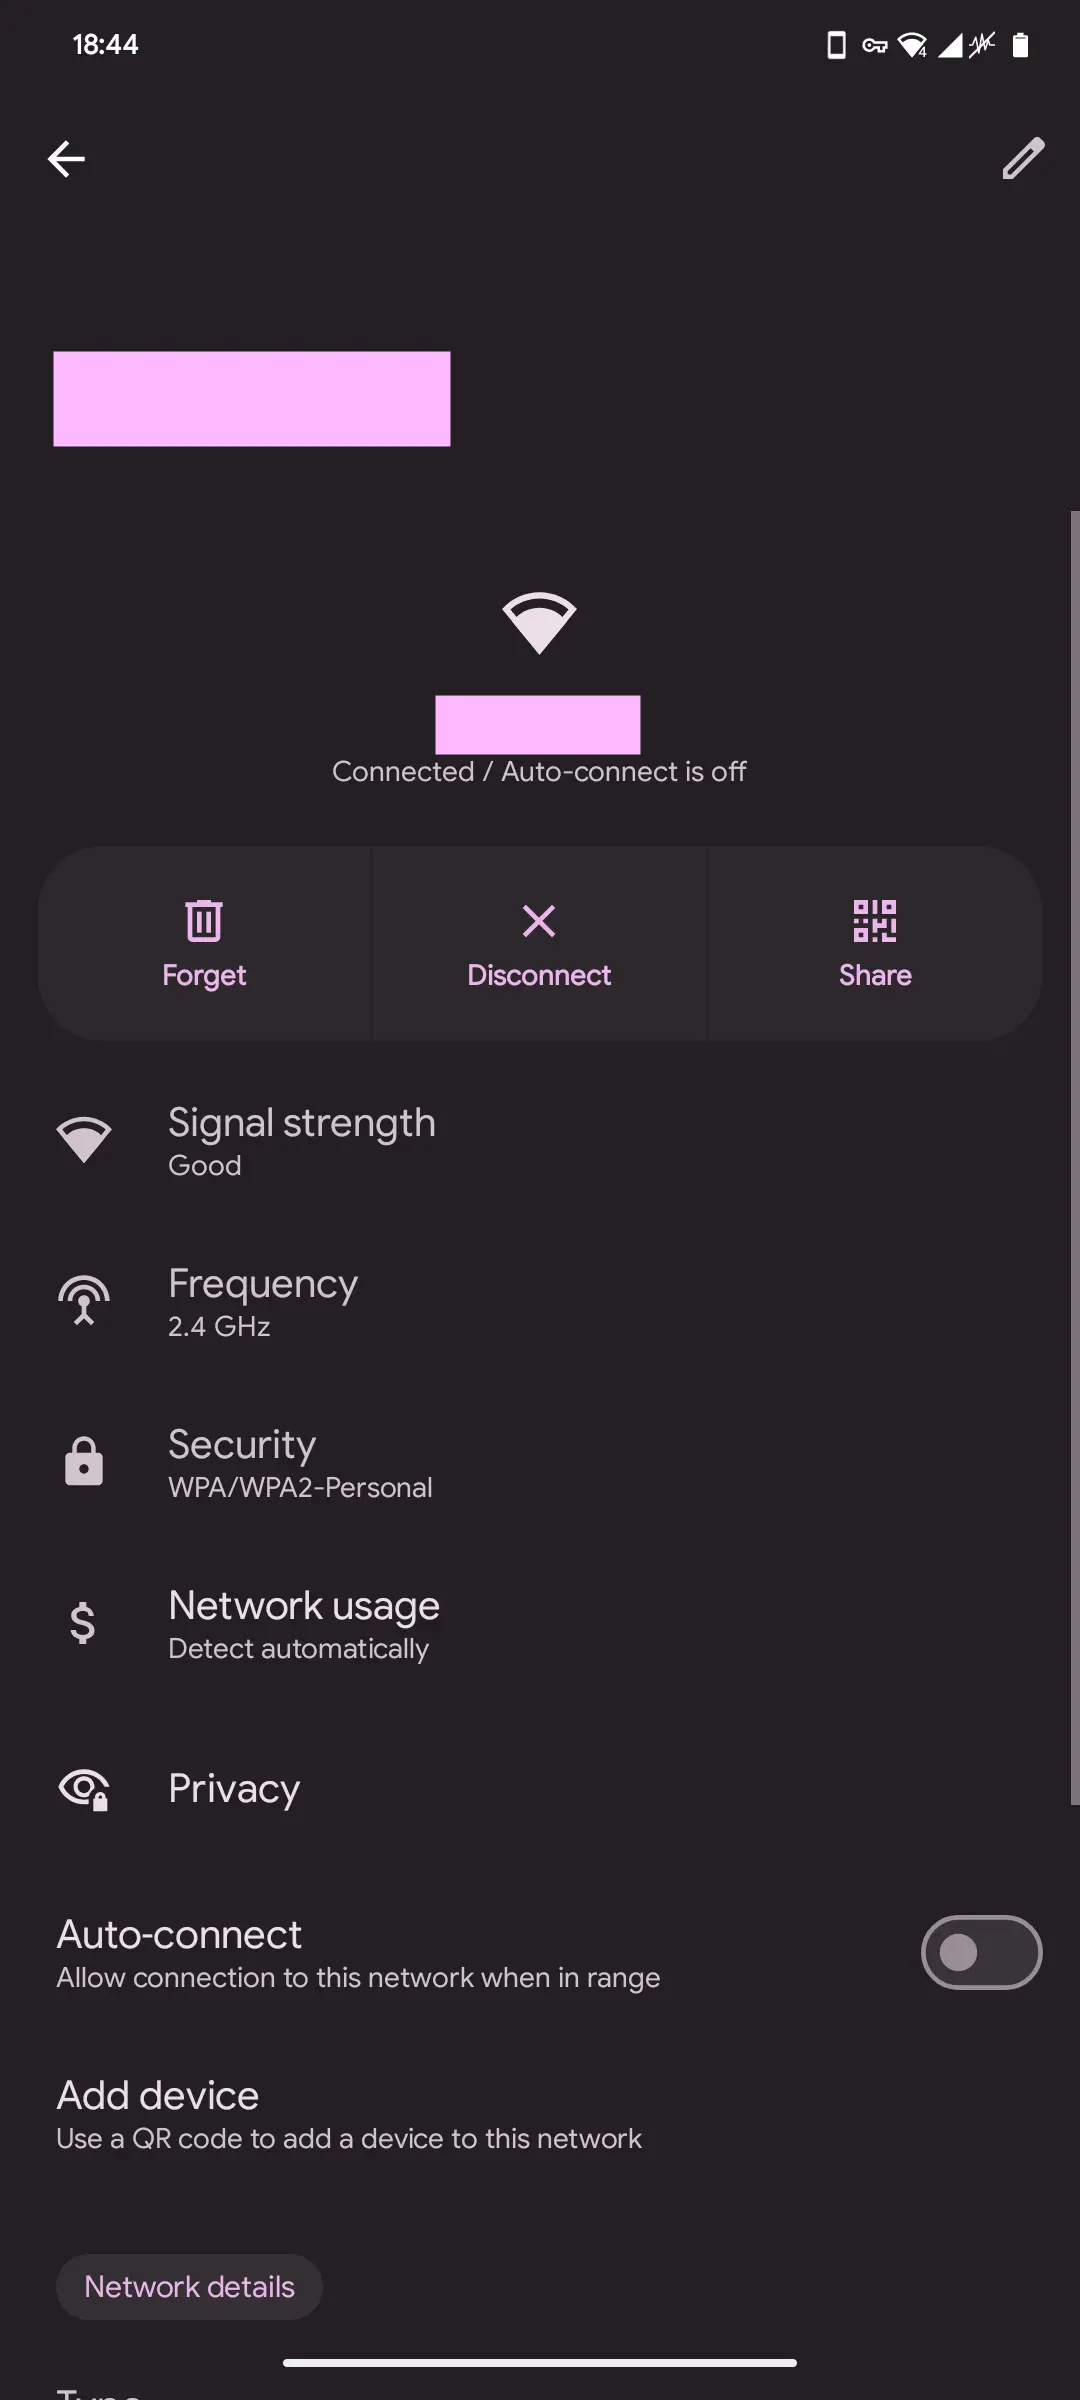 18:44
4
Connected / Auto-connect is off
Forget
Disconnect
Share
Signal strength
Good
Frequency
2.4 GHz
Security
WPA/WPA2-Personal
Network usage
Detect automatically
Privacy
Auto-connect
Allow connection to this network when in range
Add device
Use a QR code to add a device to this network
Network details